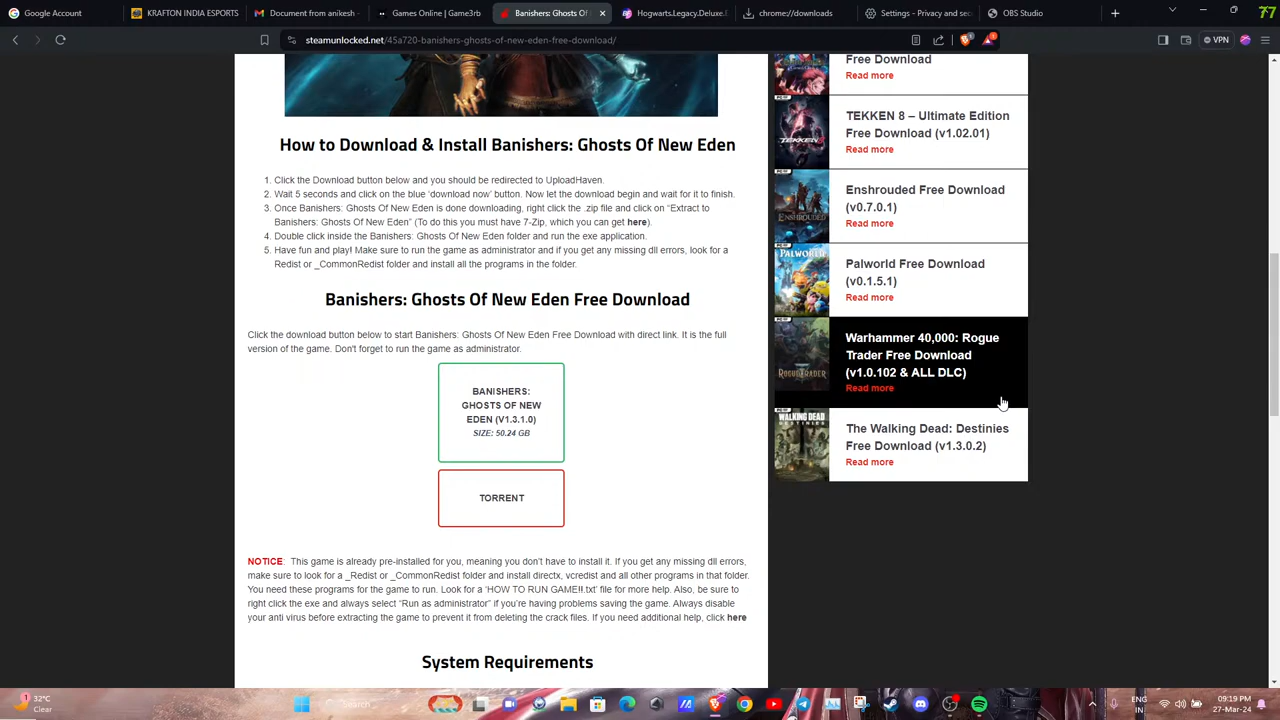 Google Account
KRAFTON INDIA ESPORTS
Document from anikesh
Games Online | Game3rb
Banishers: Ghosts Of
Hogwarts.Legacy.Deluxe.E
chrome://downloads
Settings - Privacy and sec
OBS Studio
77
steamunlocked.net/45a720-banishers-ghosts-of-new-eden-free-download/
VPN
How to Download & Install Banishers: Ghosts Of New Eden
1. Click the Download button below and you should be redirected to UploadHaven.
2. Wait 5 seconds and click on the blue ‘download now’ button. Now let the download begin and wait for it to finish.
3. Once Banishers: Ghosts Of New Eden is done downloading, right click the .zip file and click on “Extract to
Banishers: Ghosts Of New Eden” (To do this you must have 7-Zip, which you can get here).
4. Double click inside the Banishers: Ghosts Of New Eden folder and run the exe application.
5. Have fun and play! Make sure to run the game as administrator and if you get any missing dll errors, look for a
Redist or _CommonRedist folder and install all the programs in the folder.
Banishers: Ghosts Of New Eden Free Download
Click the download button below to start Banishers: Ghosts Of New Eden Free Download with direct link. It is the full
version of the game. Don't forget to run the game as administrator.
BANISHERS:
GHOSTS OF NEW
EDEN (V1.3.1.0)
SIZE: 50.24 GB
TORRENT
NOTICE: This game is already pre-installed for you, meaning you don’t have to install it. If you get any missing dll errors,
make sure to look for a _Redist or _CommonRedist folder and install directx, vcredist and all other programs in that folder.
You need these programs for the game to run. Look for a ‘HOW TO RUN GAME!!.txt’ file for more help. Also, be sure to
right click the exe and always select “Run as administrator” if you're having problems saving the game. Always disable
your anti virus before extracting the game to prevent it from deleting the crack files. If you need additional help, click here
System Requirements
Free Download
Read more
TEKKEN 8 – Ultimate Edition
Free Download (v1.02.01)
Read more
Enshrouded Free Download
(v0.7.0.1)
Read more
Palworld Free Download
(v0.1.5.1)
Read more
Warhammer 40,000: Rogue
Trader Free Download
(v1.0.102 & ALL DLC)
Read more
The Walking Dead: Destinies
Free Download (v1.3.0.2)
Read more
TEKKEN
ENSHROUDED
PALWORLD
ROGUE TRADER
WALKING DEAD
DESTINIES
1
32°C
Clear
Search
ENG
IN
09:19 PM
27-Mar-24